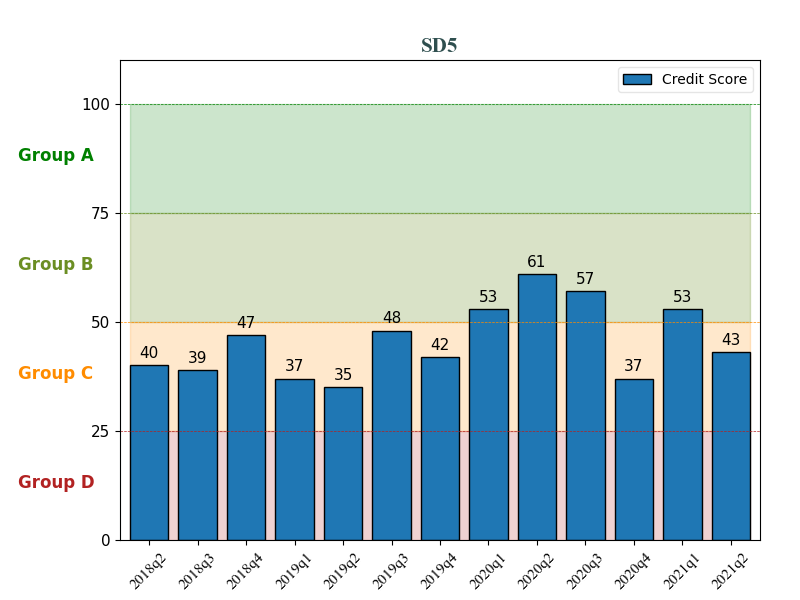 SD5
Credit Score
100
Group A
75
Group B
50
Group C
25
Group D
0
40
39
47
37
35
48
42
53
61
57
37
53
43
2018q2
2018q3
2018q4
2019q1
2019q2
2019q3
2019q4
2020q1
2020q2
2020q3
2020q4
2021q1
2021q2